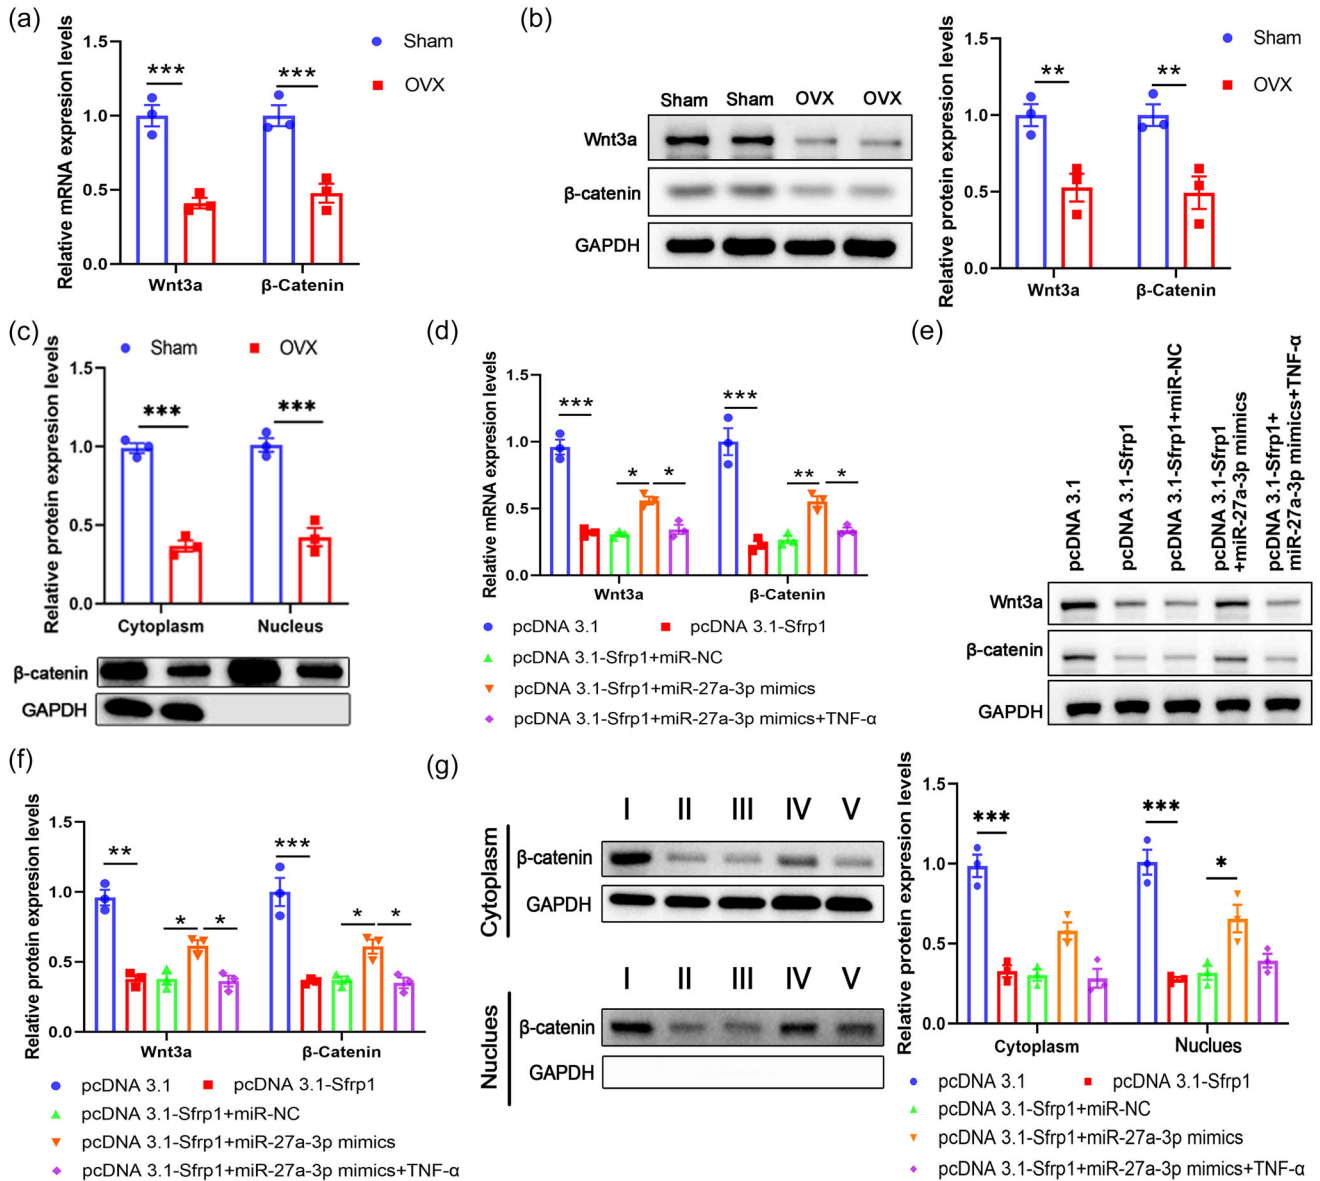 (a)
Relative mRNA expresion levels
1.5
1.0
0.5
0.0
***
***
Wnt3a
β-Catenin
Sham
OVX
(b)
Sham Sham OVX OVX
Wnt3a
β-catenin
GAPDH
Relative protein expresion levels
1.5
1.0
0.5
0.0
**
**
Wnt3a
β-Catenin
Sham
OVX
(c)
Sham OVX
Relative protein expresion levels
1.5
1.0
0.5
0.0
***
***
Cytoplasm
Nucleus
β-catenin
GAPDH
(d)
Relative mRNA expresion levels
1.5
1.0
0.5
0.0
***
*
*
***
**
*
Wnt3a
β-Catenin
pcDNA 3.1 pcDNA 3.1-Sfrp1
pcDNA 3.1-Sfrp1+miR-NC
pcDNA 3.1-Sfrp1+miR-27a-3p mimics
pcDNA 3.1-Sfrp1+miR-27a-3p mimics+TNF-α
(e)
pcDNA 3.1
pcDNA 3.1-Sfrp1
pcDNA 3.1-Sfrp1+miR-NC
pcDNA 3.1-Sfrp1
+miR-27a-3p mimics
pcDNA 3.1-Sfrp1+
miR-27a-3p mimics+TNF-α
Wnt3a
β-catenin
GAPDH
(f)
Relative protein expresion levels
1.5
1.0
0.5
0.0
**
*
*
***
*
*
Wnt3a
β-Catenin
pcDNA 3.1 pcDNA 3.1-Sfrp1
pcDNA 3.1-Sfrp1+miR-NC
pcDNA 3.1-Sfrp1+miR-27a-3p mimics
pcDNA 3.1-Sfrp1+miR-27a-3p mimics+TNF-α
(g)
Cytoplasm
I II III IV V
β-catenin
GAPDH
Nuclues
I II III IV V
β-catenin
GAPDH
Relative protein expresion levels
1.5
1.0
0.5
0.0
***
***
*
Cytoplasm
Nuclues
pcDNA 3.1 pcDNA 3.1-Sfrp1
pcDNA 3.1-Sfrp1+miR-NC
pcDNA 3.1-Sfrp1+miR-27a-3p mimics
pcDNA 3.1-Sfrp1+miR-27a-3p mimics+TNF-α